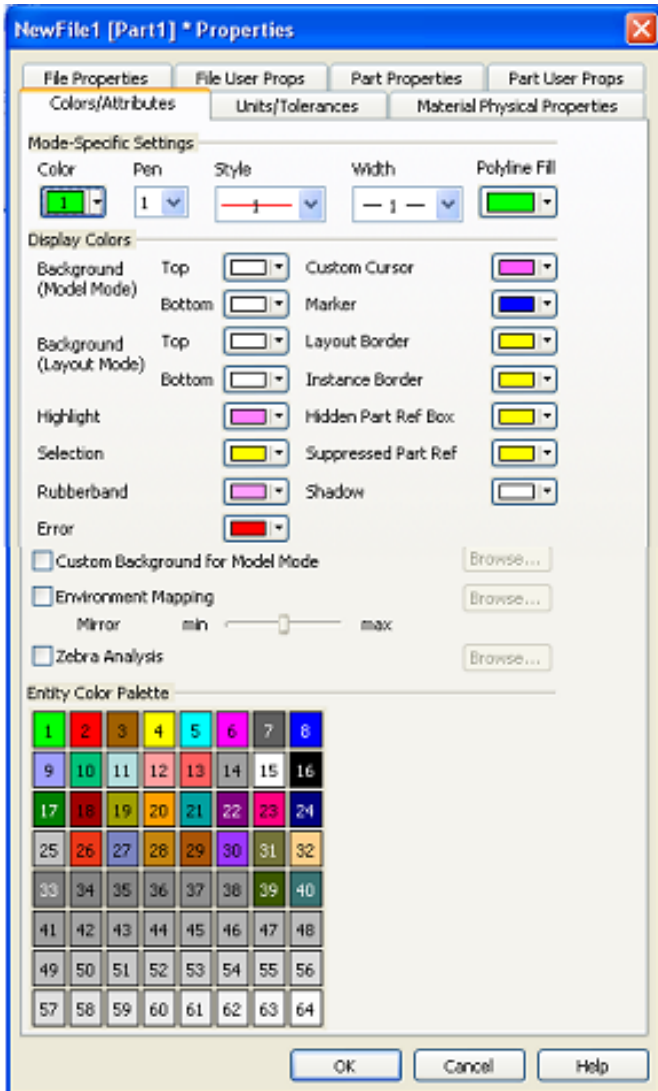 NewFile1 [Part1] * Properties
File Properties File User Props Part Properties Part User Props
Colors/Attributes Units/Tolerances Material Physical Properties
Mode-Specific Settings
Color Pen Style Width Polyline Fill
1 1 1 1
Display Colors
Background (Model Mode) Top Custom Cursor
Bottom Marker
Background (Layout Mode) Top Layout Border
Bottom Instance Border
Highlight Hidden Part Ref Box
Selection Suppressed Part Ref
Rubberband Shadow
Error
Custom Background for Model Mode Browse...
Environment Mapping Browse...
Mirror min max
Zebra Analysis Browse...
Entity Color Palette
1 2 3 4 5 6 7 8
9 10 11 12 13 14 15 16
17 18 19 20 21 22 23 24
25 26 27 28 29 30 31 32
33 34 35 36 37 38 39 40
41 42 43 44 45 46 47 48
49 50 51 52 53 54 55 56
57 58 59 60 61 62 63 64
OK Cancel Help